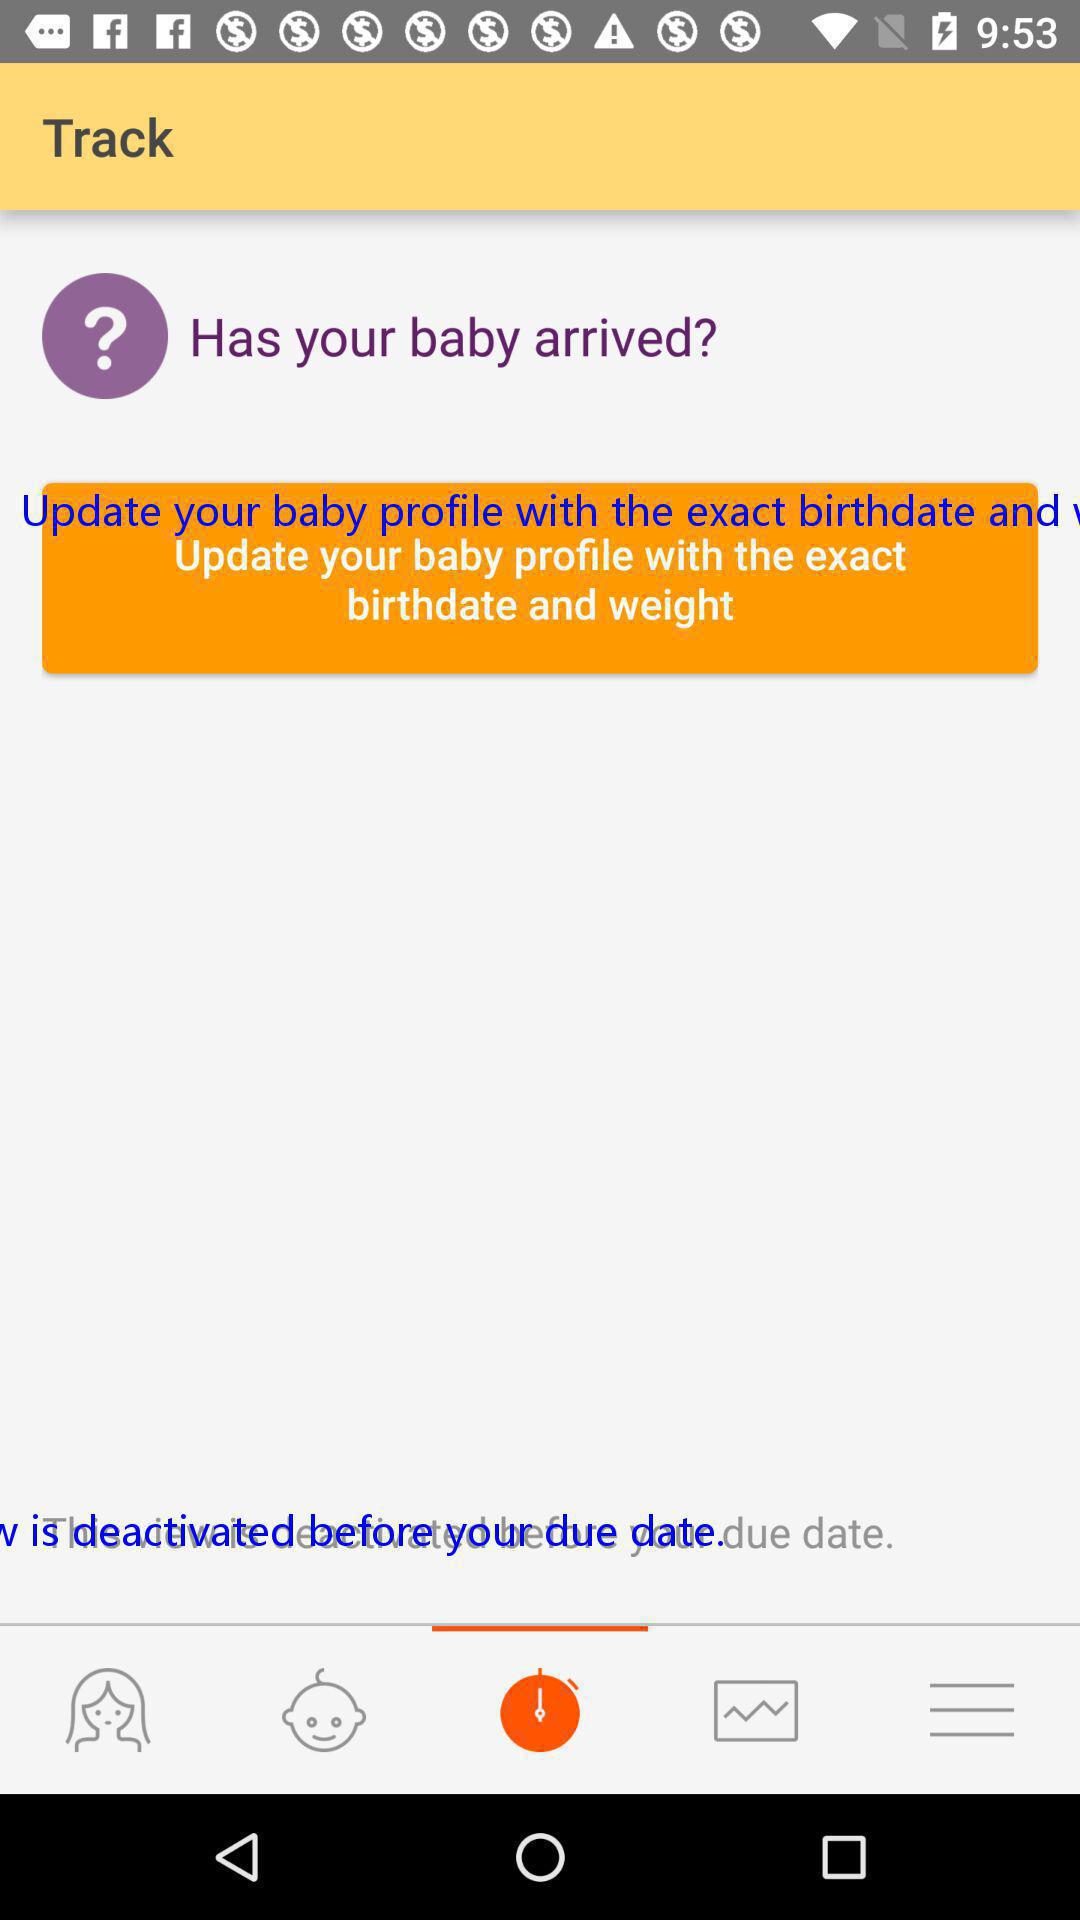 9:53
Track
Has your baby arrived?
Update your baby profile with the exact birthdate and
Update your baby profile with the exact
birthdate and weight
This view is deactivated before your due date.
w is deactivated before your due date.